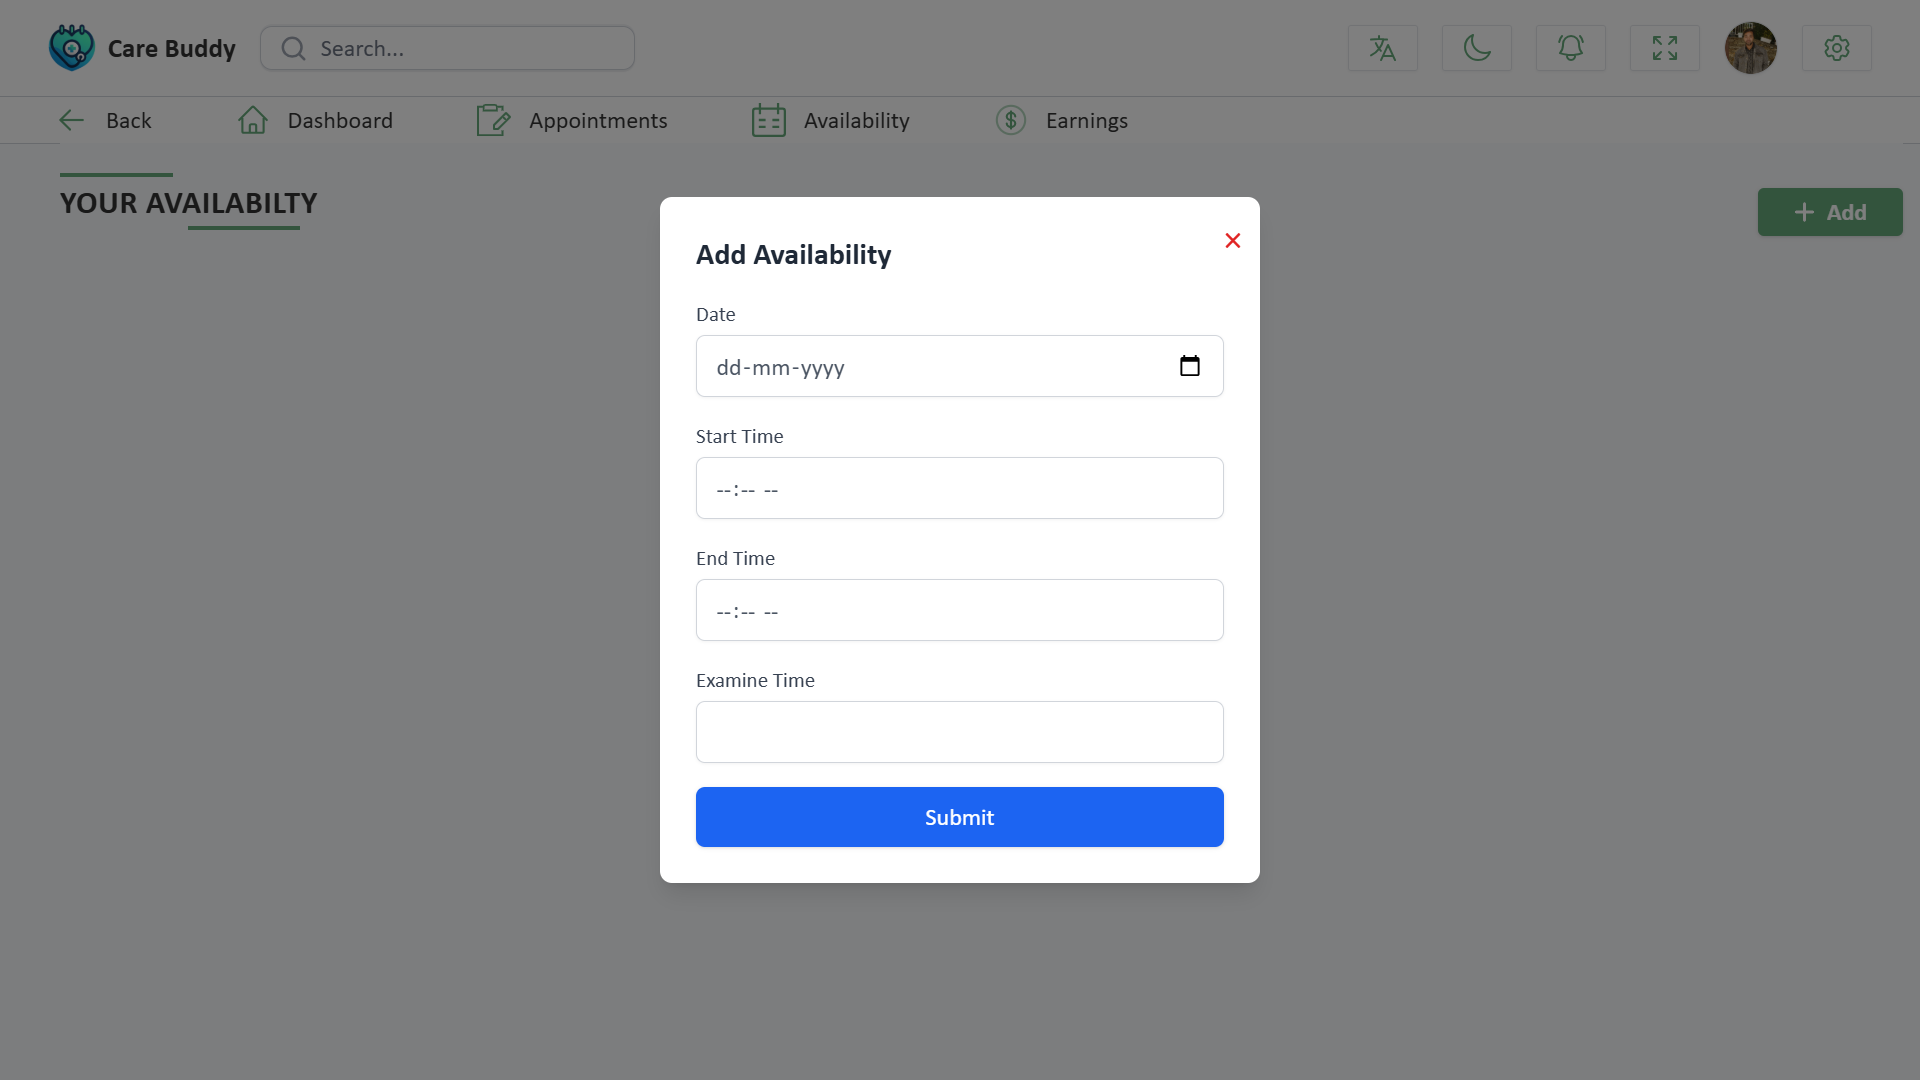 Care Buddy
Search...
Back
Dashboard
Appointments
Availability
Earnings
YOUR AVAILABILTY
Add
Add Availability
Date
dd-mm-yyyy
Start Time
--:-- --
End Time
--:-- --
Examine Time
Submit